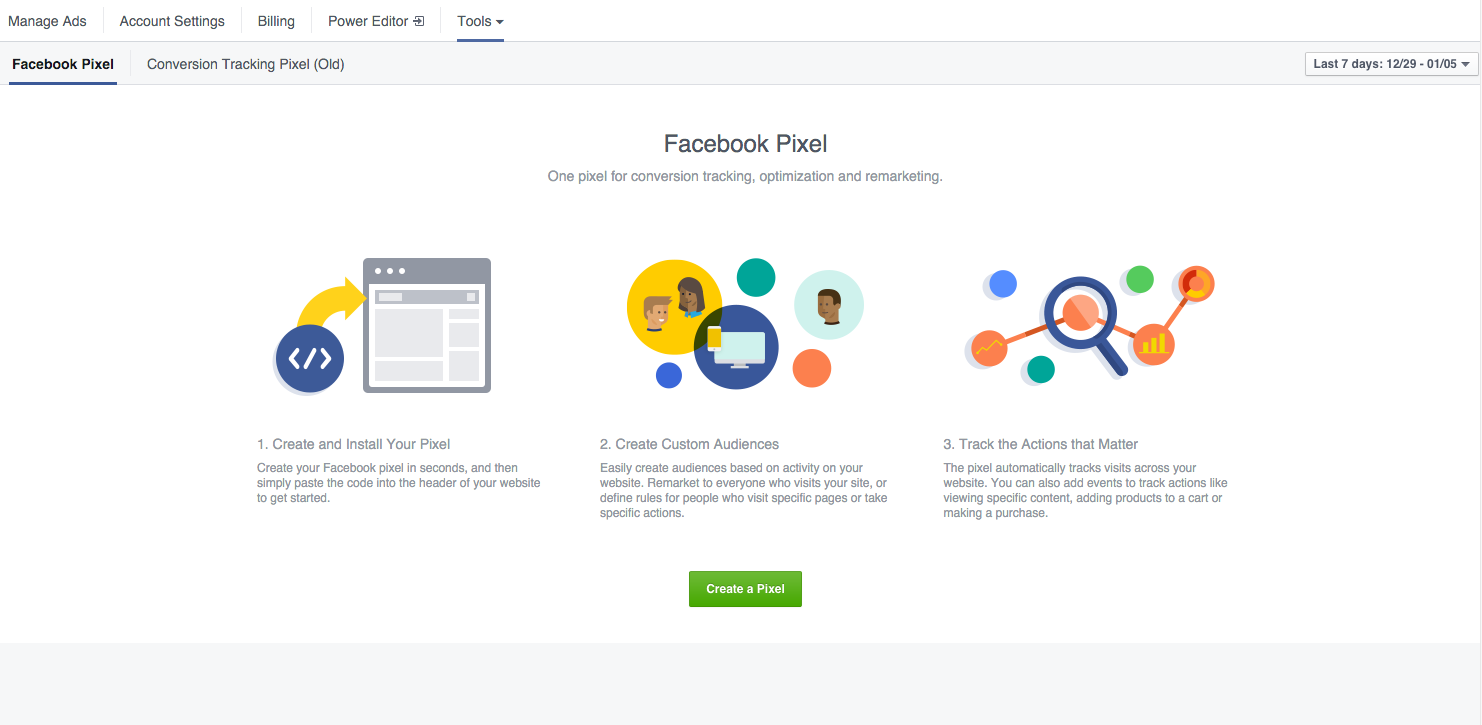 Manage Ads Account Settings Billing Power Editor Tools
Facebook Pixel Conversion Tracking Pixel (Old) Last 7 days: 12/29 - 01/05
Facebook Pixel
One pixel for conversion tracking, optimization and remarketing.
</>
1. Create and Install Your Pixel
Create your Facebook pixel in seconds, and then
simply paste the code into the header of your website
to get started.
2. Create Custom Audiences
Easily create audiences based on activity on your
website. Remarket to everyone who visits your site, or
define rules for people who visit specific pages or take
specific actions.
3. Track the Actions that Matter
The pixel automatically tracks visits across your
website. You can also add events to track actions like
viewing specific content, adding products to a cart or
making a purchase.
Create a Pixel